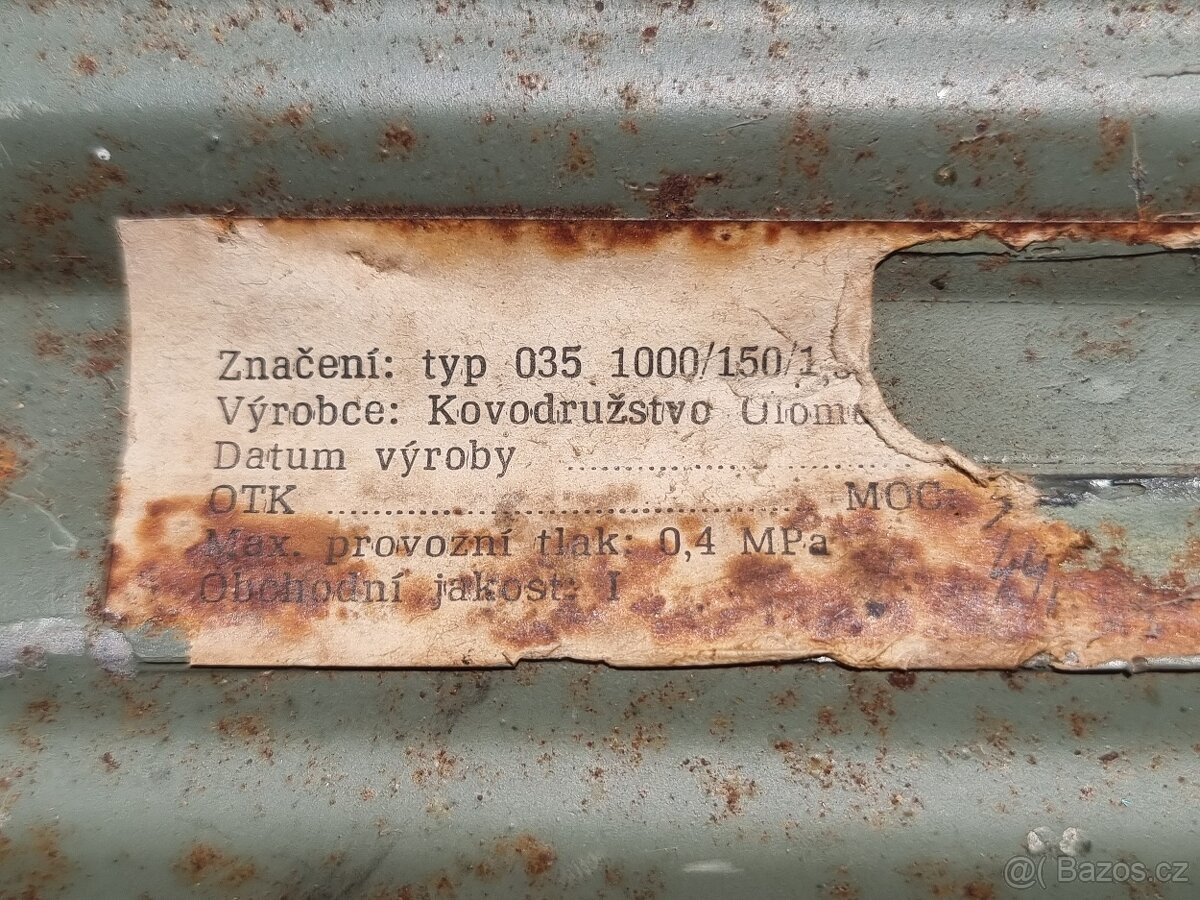 Značení: typ 035 1000/150/1,
Výrobce: Kovodružstvo Olomo
Datum výroby ........................
OTK ........................ MOC:
Max. provozní tlak: 0,4 MPa
Obchodní jakost: I
@( Bazos.cz